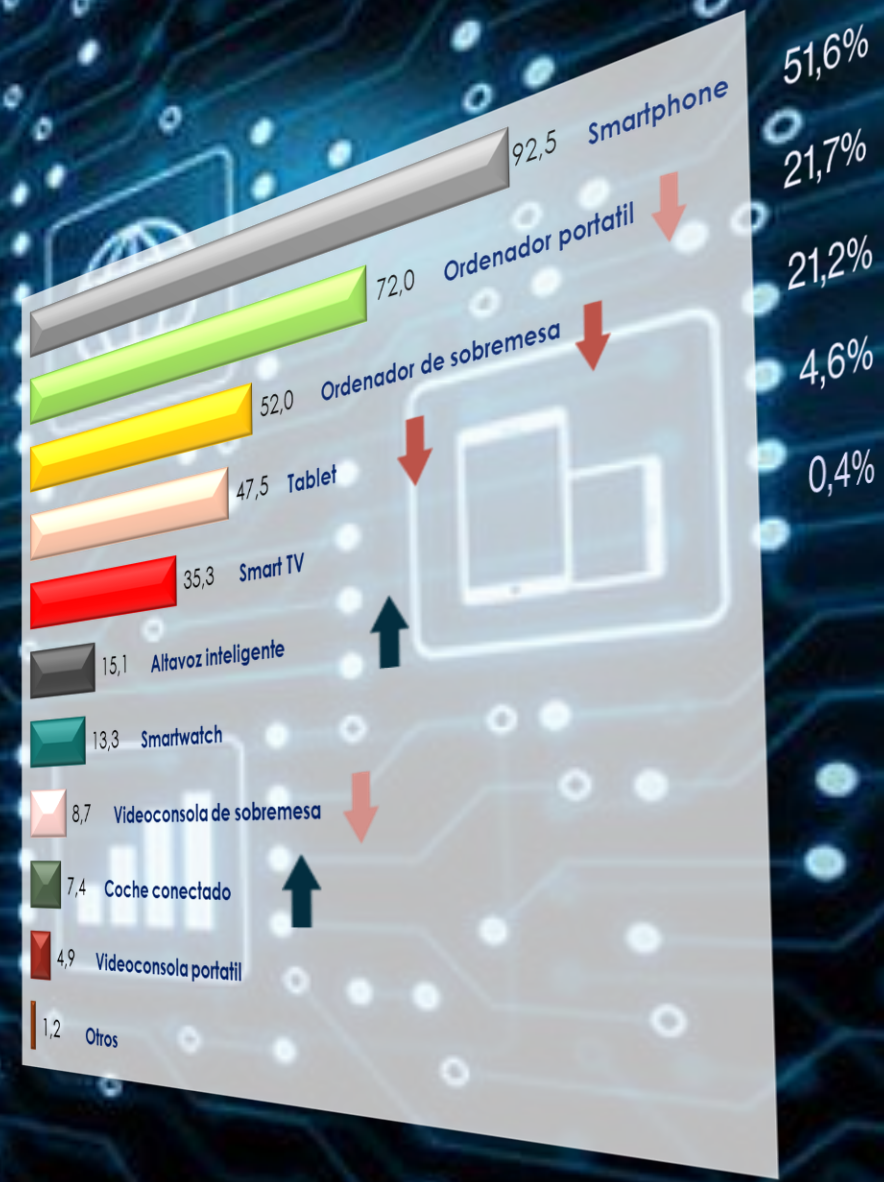 92,5 Smartphone
72,0 Ordenador portatil
52,0 Ordenador de sobremesa
47,5 Tablet
35,3 Smart TV
15,1 Altavoz inteligente
13,3 Smartwatch
8,7 Videoconsola de sobremesa
7,4 Coche conectado
4,9 Videoconsola portatil
1,2 Otros
51,6%
21,7%
21,2%
4,6%
0,4%